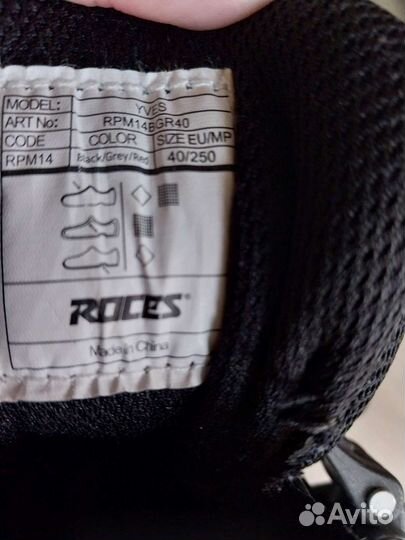 MODEL: YVES
ART No: RPM14BGR40
CODE COLOR SIZE EU/MP
RPM14 Black/Grey/Red 40/250
ROCES®
Made in China
Avito